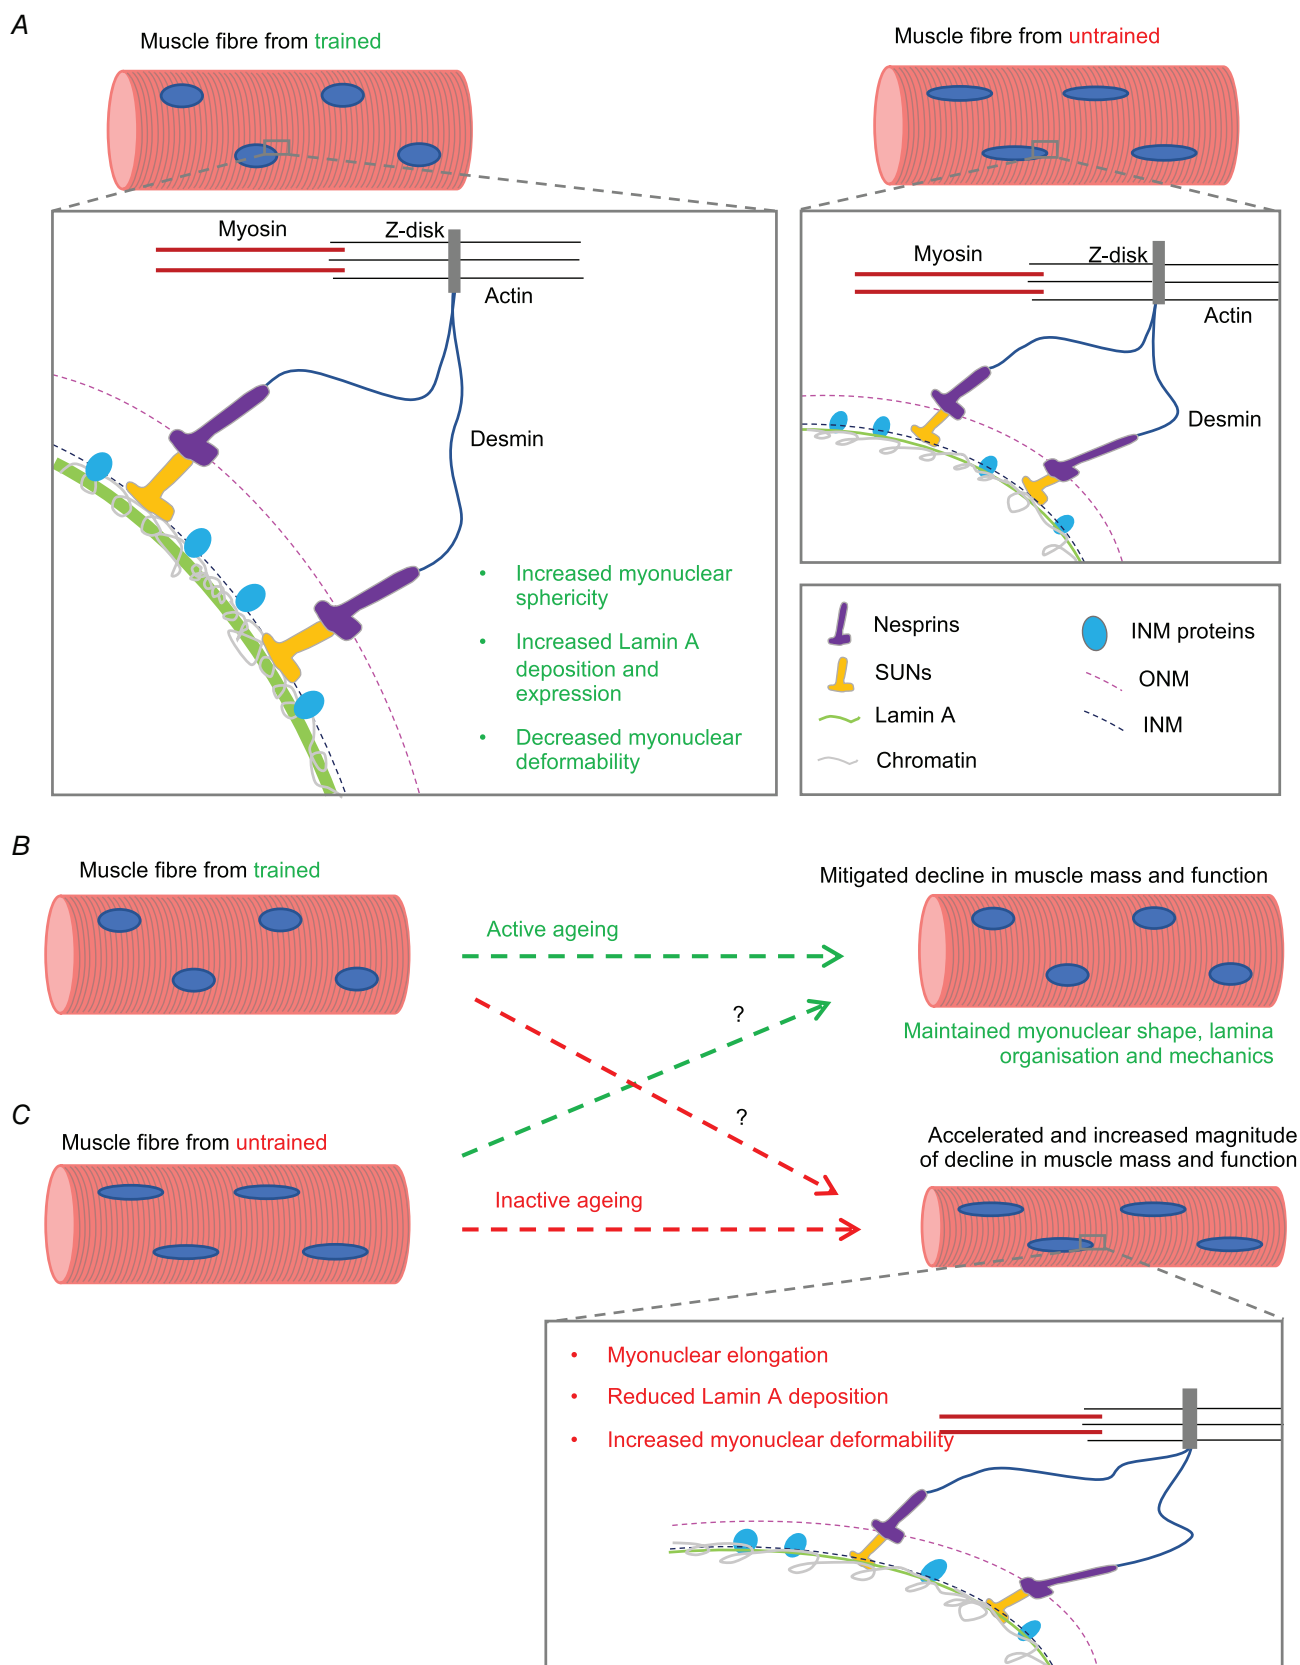 A
Muscle fibre from trained
Muscle fibre from untrained
Myosin
Z-disk
Actin
Desmin
• Increased myonuclear
sphericity
• Increased Lamin A
deposition and
expression
• Decreased myonuclear
deformability
Myosin
Z-disk
Actin
Desmin
Nesprins
SUNs
Lamin A
Chromatin
INM proteins
ONM
INM
B
Muscle fibre from trained
Active ageing
?
Mitigated decline in muscle mass and function
Maintained myonuclear shape, lamina
organisation and mechanics
C
Muscle fibre from untrained
?
Inactive ageing
Accelerated and increased magnitude
of decline in muscle mass and function
• Myonuclear elongation
• Reduced Lamin A deposition
• Increased myonuclear deformability